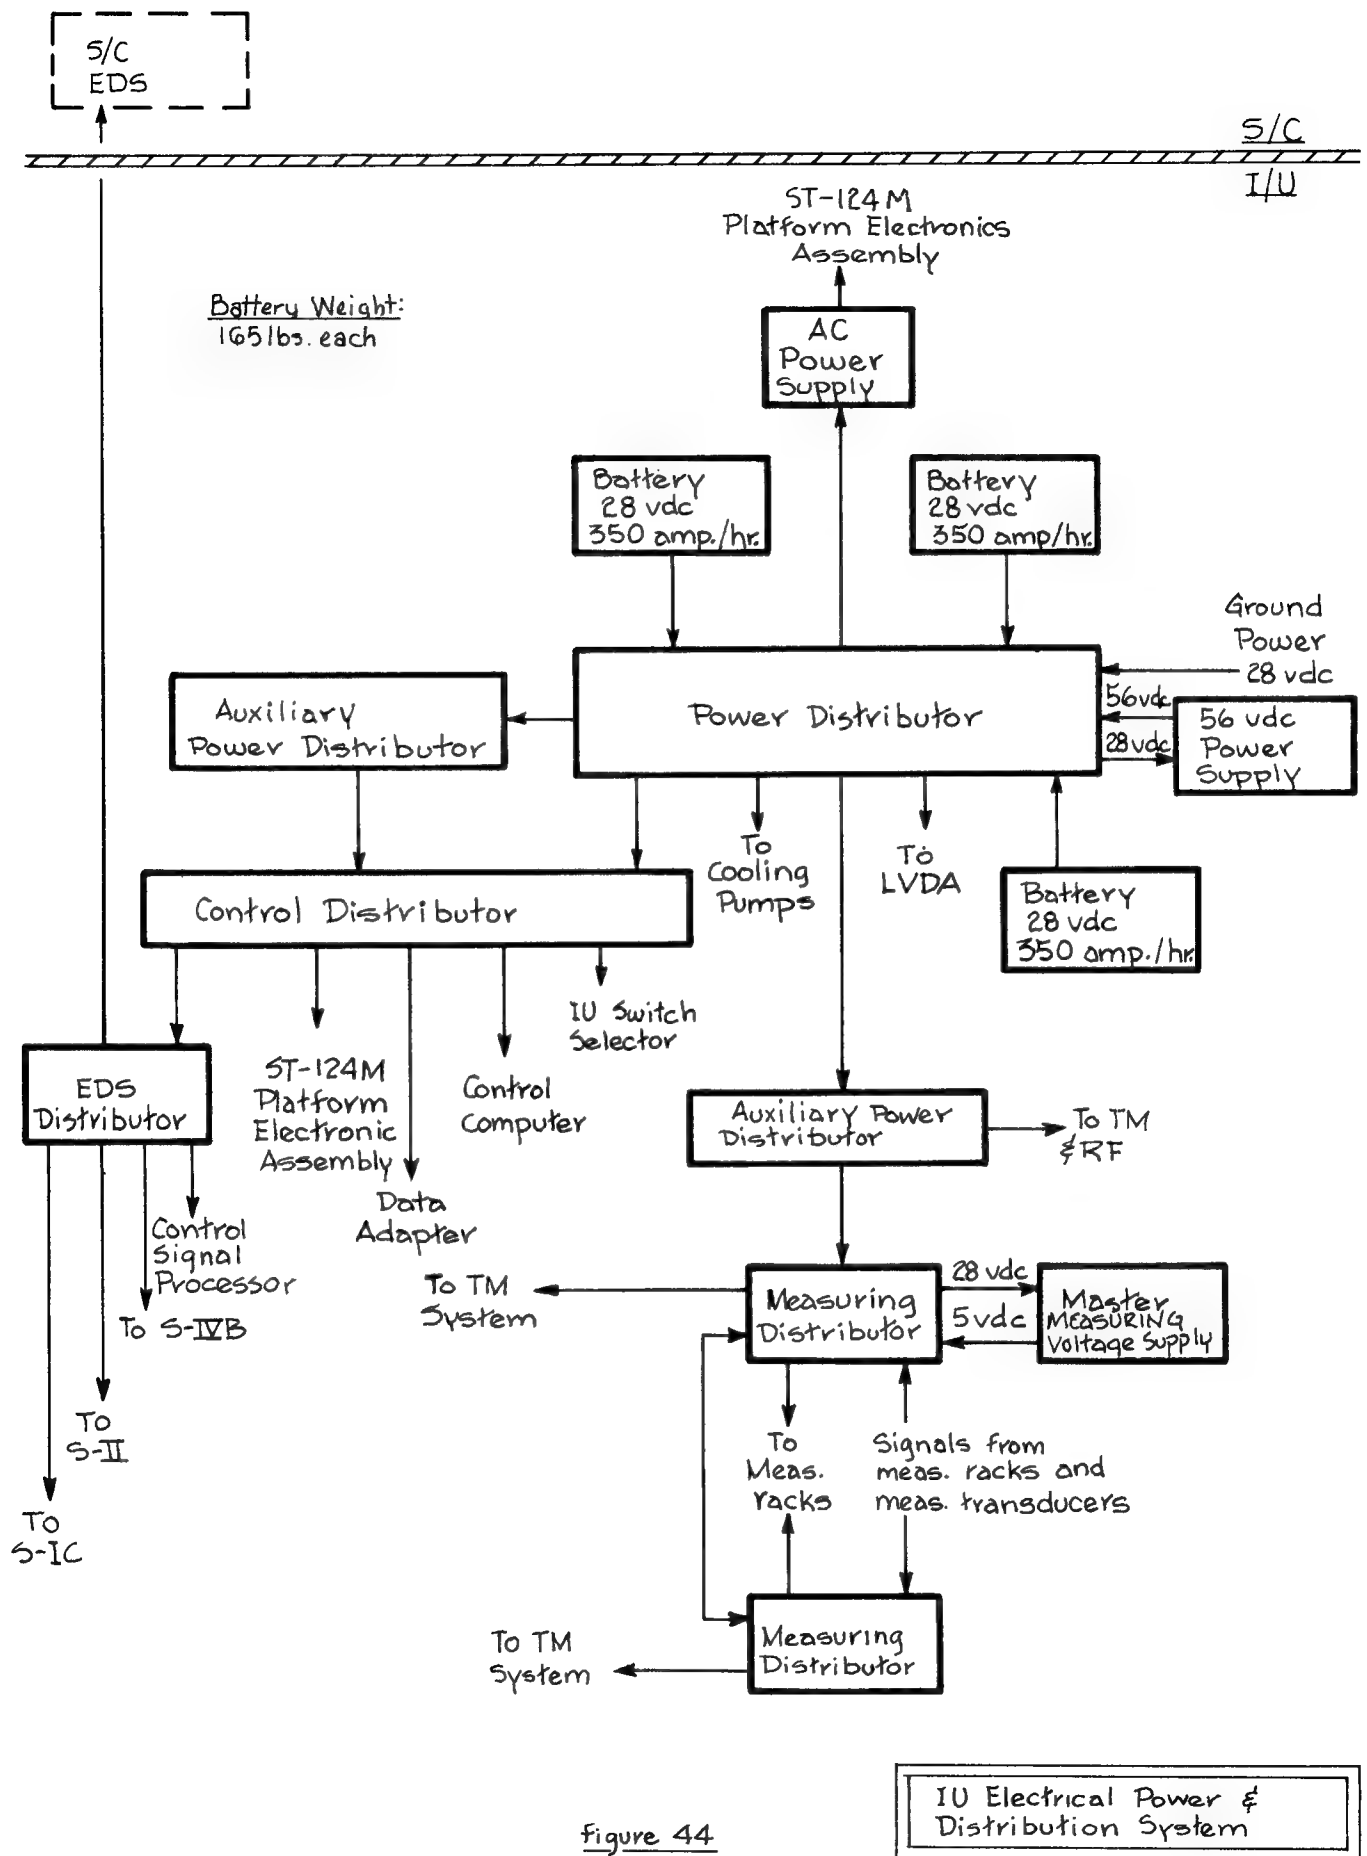 S/C
EDS
S/C
I/U
ST-124M
Platform Electronics
Assembly
Battery Weight:
165 lbs. each
AC
Power
Supply
Battery
28 vdc
350 amp./hr.
Battery
28 vdc
350 amp/hr.
Ground
Power
28 vdc
Auxiliary
Power Distributor
Power Distributor
56 vdc
28 vdc
56 vdc
Power
Supply
To
Cooling
Pumps
To
LVDA
Battery
28 vdc
350 amp./hr.
Control Distributor
IU Switch
Selector
EDS
Distributor
ST-124M
Platform
Electronic
Assembly
Control
Computer
Data
Adapter
Auxiliary Power
Distributor
To TM
& RF
Control
Signal
Processor
To S-IVB
To
S-II
To
S-IC
To TM
System
Measuring
Distributor
28 vdc
5 vdc
Master
MEASURING
Voltage Supply
To
Meas.
racks
Signals from
meas. racks and
meas. transducers
Measuring
Distributor
To TM
System
IU Electrical Power &
Distribution System
Figure 44